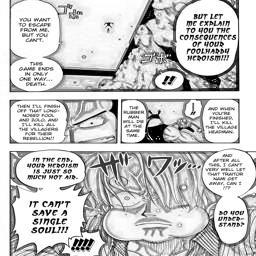 BUT LET
ME EXPLAIN
TO YOU THE
CONSEQUENCES
OF YOUR
FOOLHARDY
HEROISM!!!
YOU WANT
TO ESCAPE
FROM ME,
BUT YOU
CAN'T.
THIS
GAME ENDS
IN ONLY
ONE WAY...
DEATH.
!!!
AND WHEN
YOU'RE
FINISHED,
I'LL KILL
THE VILLAGE
HEADMAN.
THE
RUBBER
MAN
WILL DIE
AT THE
SAME
TIME.
THEN I'LL FINISH
OFF THAT LONG-
NOSED FOOL
AND ZOLO, AND
I'LL KILL ALL
THE VILLAGERS
FOR THEIR
REBELLION!!
AND
AFTER ALL
THIS, I CAN'T
VERY WELL LET
THAT TRAITOR
NAMI GET
AWAY, CAN I
???
DO YOU
UNDER-
STAND?
ザワッ...
IN THE END,
YOUR HEROISM
IS JUST SO
MUCH HOT AIR.
IT CAN'T
SAVE A
SINGLE
SOUL!!!
!!!!